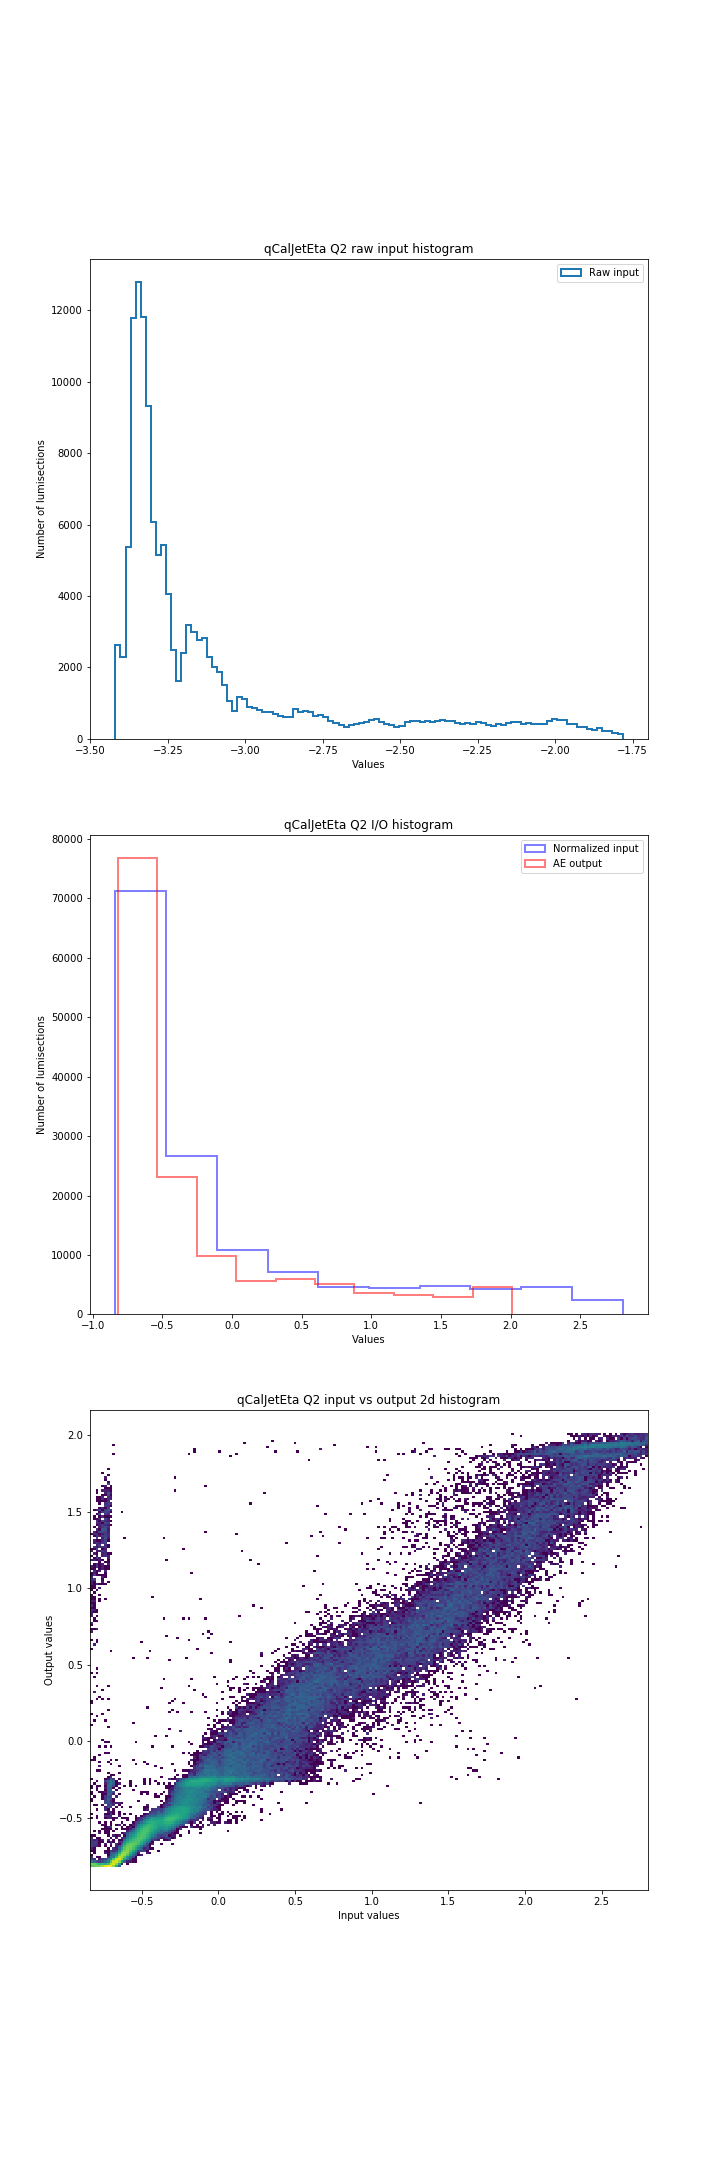 qCalJetEta Q2 raw input histogram
Raw input
12000
10000
8000
6000
4000
2000
0
Number of lumisections
−3.50 −3.25 −3.00 −2.75 −2.50 −2.25 −2.00 −1.75
Values
qCalJetEta Q2 I/O histogram
Normalized input
AE output
80000
70000
60000
50000
40000
30000
20000
10000
0
Number of lumisections
−1.0 −0.5 0.0 0.5 1.0 1.5 2.0 2.5
Values
qCalJetEta Q2 input vs output 2d histogram
2.0
1.5
1.0
0.5
0.0
−0.5
Output values
−0.5 0.0 0.5 1.0 1.5 2.0 2.5
Input values